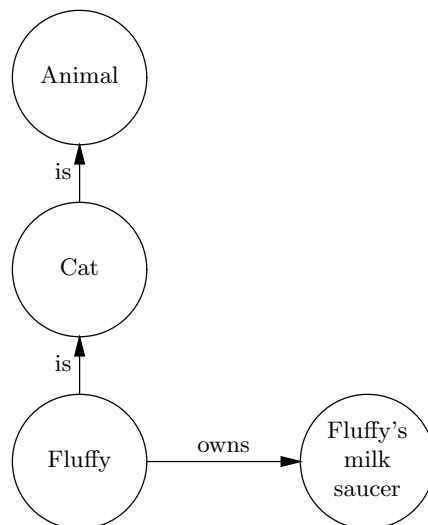 Animal
is
Cat
is
Fluffy
owns
Fluffy's
milk
saucer